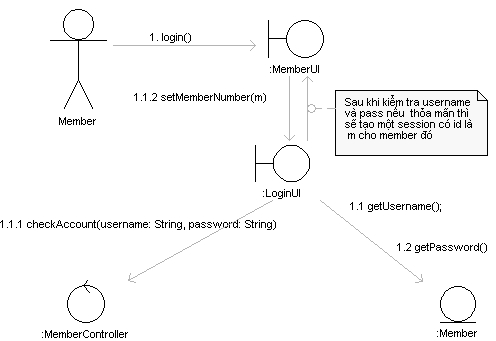 1. login()
:MemberUI
Member
1.1.2 setMemberNumber(m)
Sau khi kiểm tra username
và pass nếu thỏa mãn thì
sẽ tạo một session có id là
m cho member đó
:LoginUI
1.1.1 checkAccount(username: String, password: String)
1.1 getUsername();
1.2 getPassword()
:MemberController
:Member